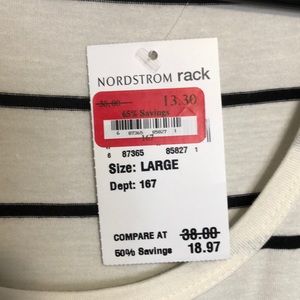 NORDSTROM rack
38.00 13.30
65% Savings
6 87365 85827 1
167
6 87365 85827 1
Size: LARGE
Dept: 167
COMPARE AT 38.00
50% Savings 18.97